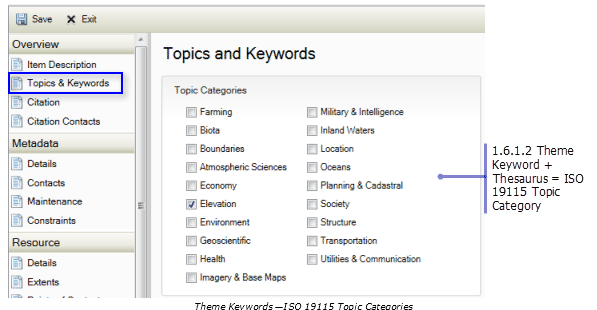 Save
Exit
Overview
Item Description
Topics & Keywords
Citation
Citation Contacts
Metadata
Details
Contacts
Maintenance
Constraints
Resource
Details
Extents
Topics and Keywords
Topic Categories
Farming
Biota
Boundaries
Atmospheric Sciences
Economy
Elevation
Environment
Geoscientific
Health
Imagery & Base Maps
Military & Intelligence
Inland Waters
Location
Oceans
Planning & Cadastral
Society
Structure
Transportation
Utilities & Communication
1.6.1.2 Theme
Keyword +
Thesaurus = ISO
19115 Topic
Category
Theme Keywords —ISO 19115 Topic Categories